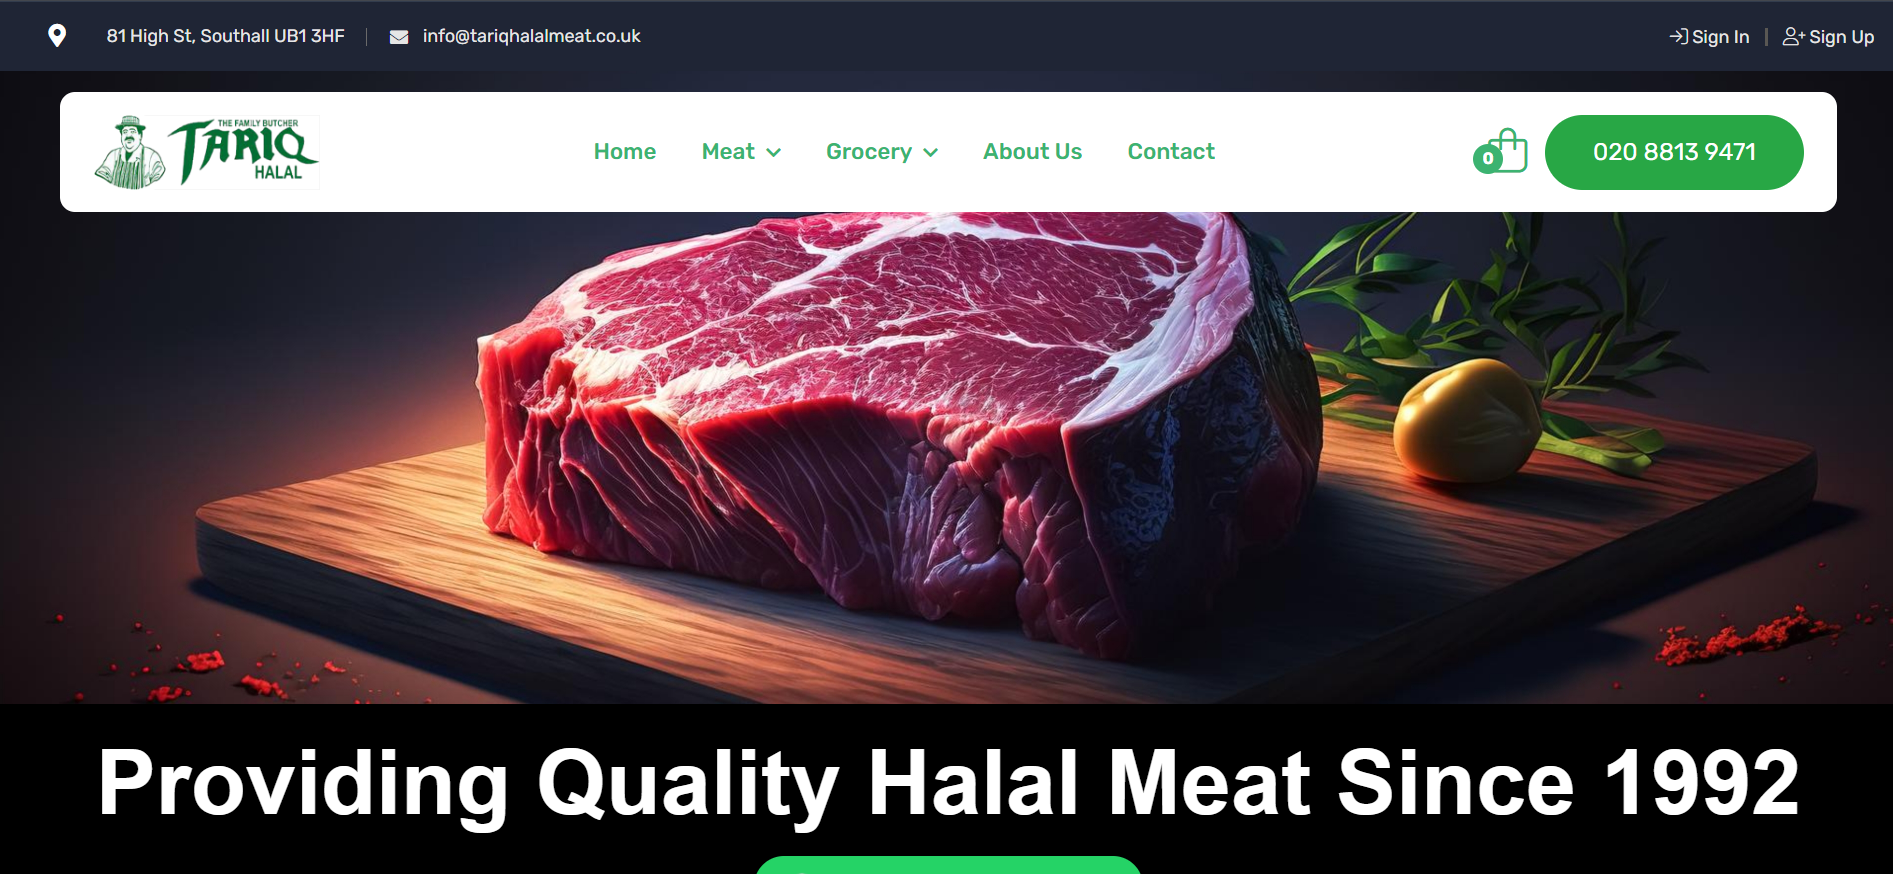 81 High St, Southall UB1 3HF
info@tariqhalalmeat.co.uk
Sign In
Sign Up
THE FAMILY BUTCHER
TARIQ
HALAL
Home
Meat
Grocery
About Us
Contact
0
020 8813 9471
Providing Quality Halal Meat Since 1992